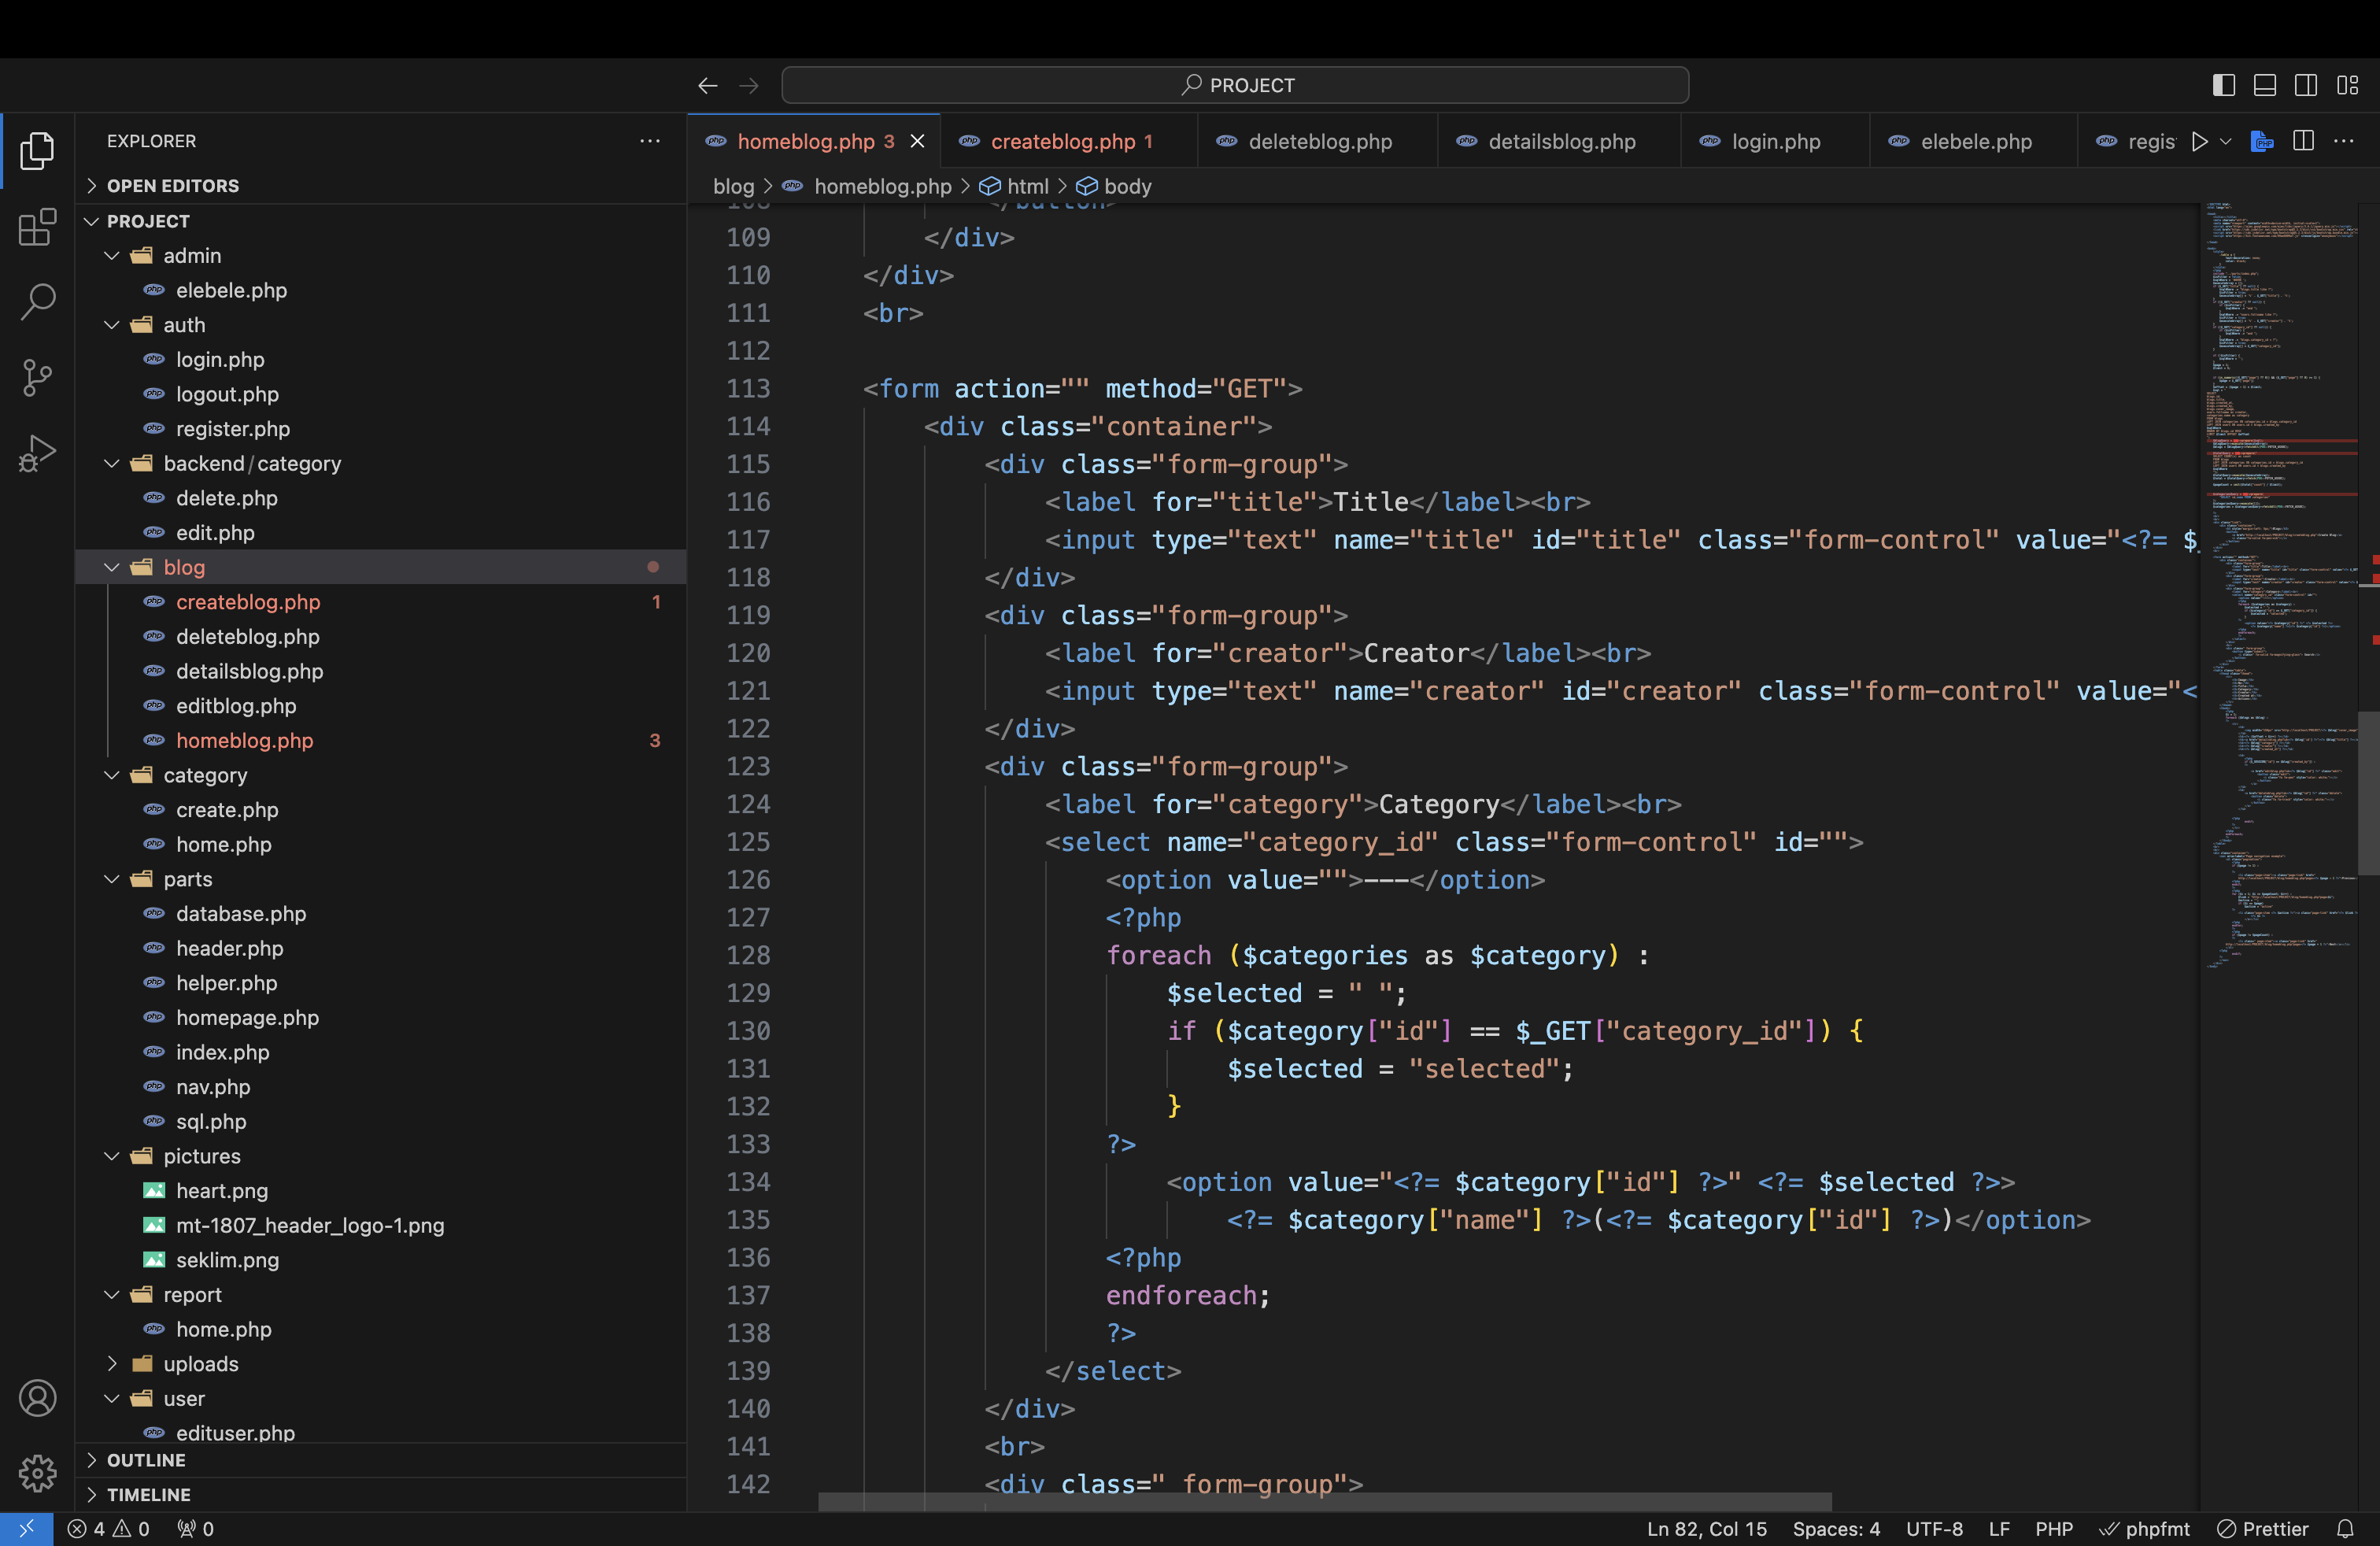 PROJECT
EXPLORER
OPEN EDITORS
PROJECT
admin
elebele.php
auth
login.php
logout.php
register.php
backend/category
delete.php
edit.php
blog
createblog.php 1
deleteblog.php
detailsblog.php
editblog.php
homeblog.php 3
category
create.php
home.php
parts
database.php
header.php
helper.php
homepage.php
index.php
nav.php
sql.php
pictures
heart.png
mt-1807_header_logo-1.png
seklim.png
report
home.php
uploads
user
edituser.php
OUTLINE
TIMELINE
homeblog.php 3 createblog.php 1 deleteblog.php detailsblog.php login.php elebele.php regis
blog > homeblog.php > html > body
108 </button>
109 </div>
110 </div>
111 <br>
112
113 <form action="" method="GET">
114 <div class="container">
115 <div class="form-group">
116 <label for="title">Title</label><br>
117 <input type="text" name="title" id="title" class="form-control" value="<?= $_
118 </div>
119 <div class="form-group">
120 <label for="creator">Creator</label><br>
121 <input type="text" name="creator" id="creator" class="form-control" value="<
122 </div>
123 <div class="form-group">
124 <label for="category">Category</label><br>
125 <select name="category_id" class="form-control" id="">
126 <option value="">---</option>
127 <?php
128 foreach ($categories as $category) :
129 $selected = " ";
130 if ($category["id"] == $_GET["category_id"]) {
131 $selected = "selected";
132 }
133 ?>
134 <option value="<?= $category["id"] ?>" <?= $selected ?>>
135 <?= $category["name"] ?>(<?= $category["id"] ?>)</option>
136 <?php
137 endforeach;
138 ?>
139 </select>
140 </div>
141 <br>
142 <div class=" form-group">
4 0 0 Ln 82, Col 15 Spaces: 4 UTF-8 LF PHP phpfmt Prettier